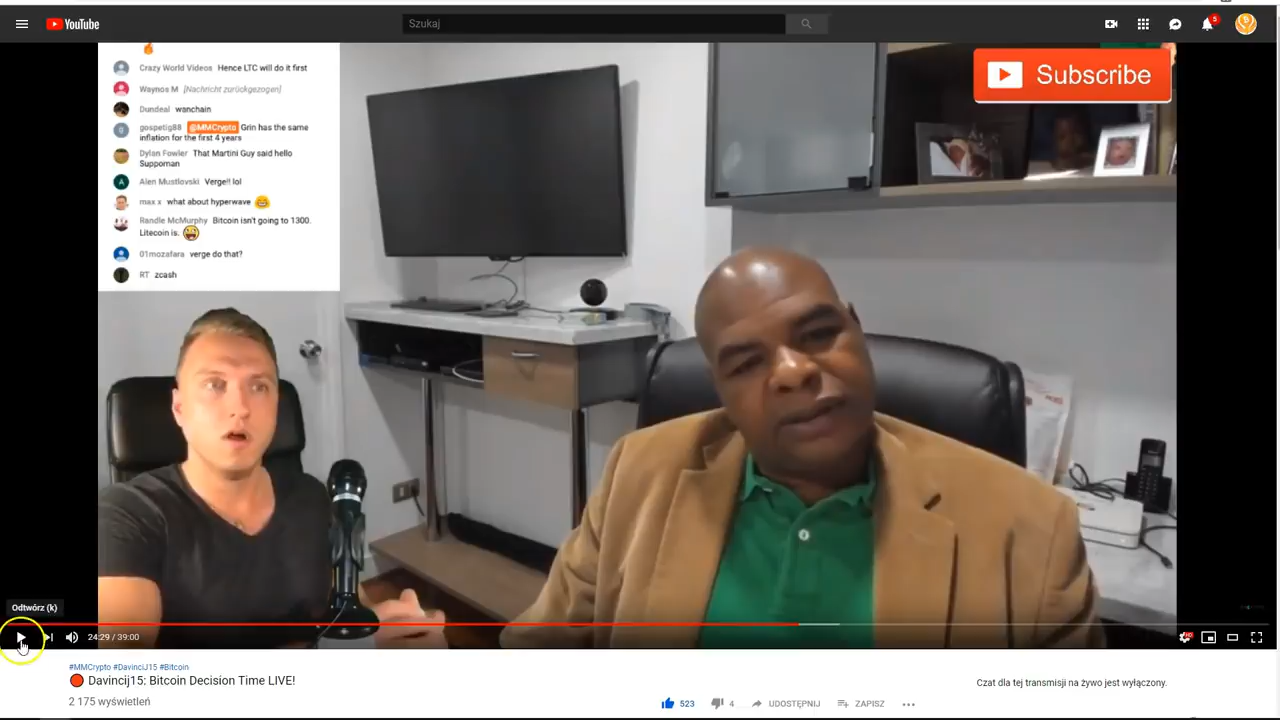 YouTube
Szukaj
5
Subscribe
Crazy World Videos Hence LTC will do it first
Waynos M [Nachricht zurückgezogen]
Dundeal wanchain
gospetig88 @MMCrypto Grin has the same
inflation for the first 4 years
Dylan Fowler That Martini Guy said hello
Suppoman
Alen Mustlovski Verge!! lol
max x what about hyperwave
Randle McMurphy Bitcoin isn't going to 1300.
Litecoin is.
01mozafara verge do that?
RT zcash
Odtwórz (k)
24:29 / 39:00
HD
#MMCrypto #DavinciJ15 #Bitcoin
Davincij15: Bitcoin Decision Time LIVE!
Czat dla tej transmisji na żywo jest wyłączony.
2 175 wyświetleń
523
4
UDOSTĘPNIJ
ZAPISZ